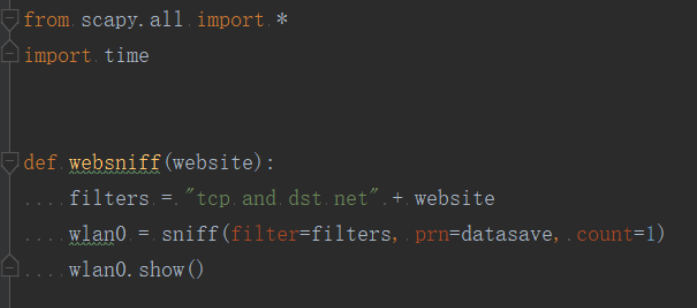 from scapy.all import *
import time
def websniff(website):
filters = "tcp and dst net" + website
wlan0 = sniff(filter=filters, prn=datasave, count=1)
wlan0.show()